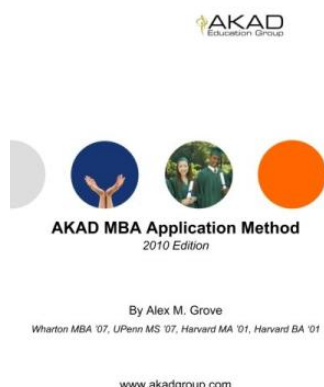 AKAD
Education Group
AKAD MBA Application Method
2010 Edition
By Alex M. Grove
Wharton MBA '07, UPenn MS '07, Harvard MA '01, Harvard BA '01
www.akadgroup.com